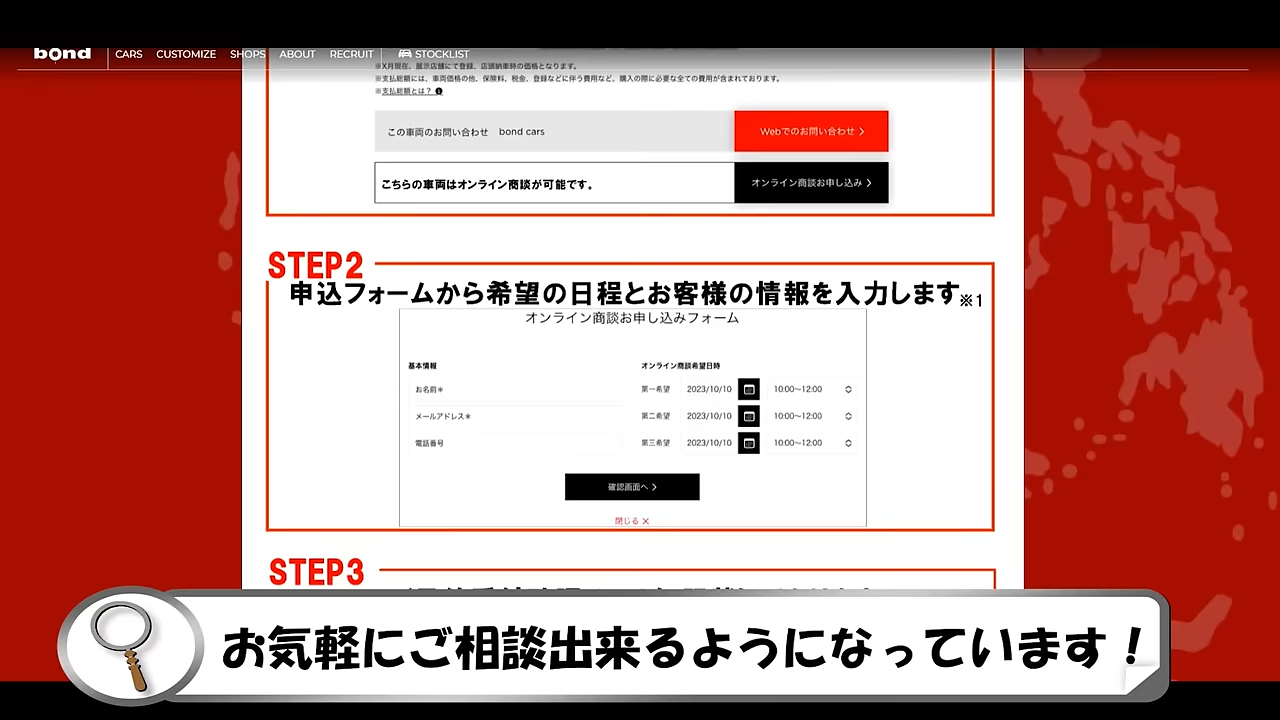 bond CARS CUSTOMIZE SHOPS ABOUT RECRUIT STOCKLIST
※X月現在、展示店舗にて登録、店頭納車時の価格となります。
※支払総額には、車両価格の他、保険料、税金、登録などに伴う費用など、購入の際に必要な全ての費用が含まれております。
※支払総額とは?
この車両のお問い合わせ bond cars
Webでのお問い合わせ
こちらの車両はオンライン商談が可能です。
オンライン商談お申し込み
STEP2
申込フォームから希望の日程とお客様の情報を入力します※1
オンライン商談お申し込みフォーム
基本情報
お名前*
メールアドレス*
電話番号
オンライン商談希望日時
第一希望 2023/10/10 10:00〜12:00
第二希望 2023/10/10 10:00〜12:00
第三希望 2023/10/10 10:00〜12:00
確認画面へ
閉じる ×
STEP3
お気軽にご相談出来るようになっています!